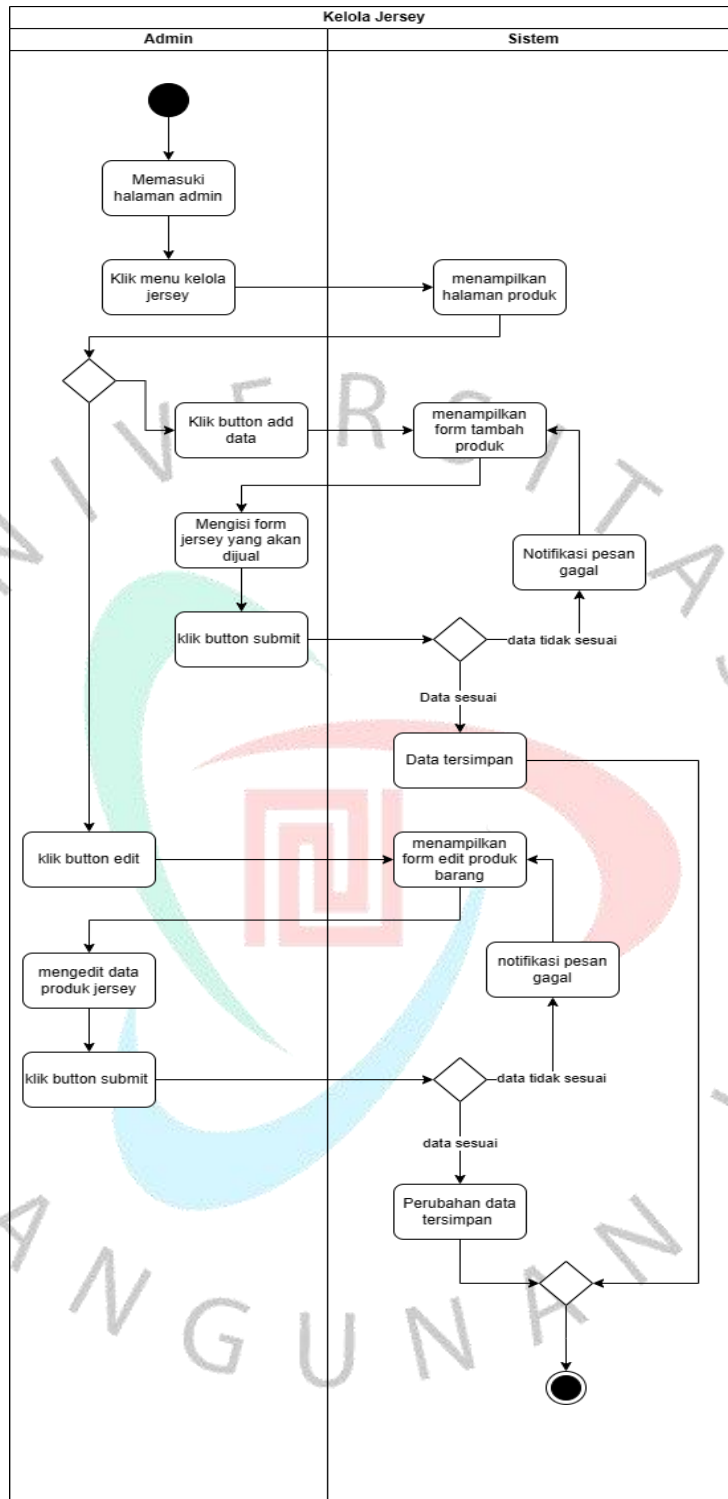 Kelola Jersey
Admin
Sistem
Memasuki
halaman admin
Klik menu kelola
jersey
menampilkan
halaman produk
Klik button add
data
menampilkan
form tambah
produk
Mengisi form
jersey yang akan
dijual
Notifikasi pesan
gagal
klik button submit
data tidak sesuai
Data sesuai
Data tersimpan
klik button edit
menampilkan
form edit produk
barang
mengedit data
produk jersey
notifikasi pesan
gagal
klik button submit
data tidak sesuai
data sesuai
Perubahan data
tersimpan